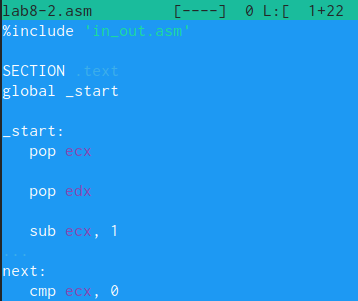 lab8-2.asm [----] 0 L:[ 1+22
%include 'in_out.asm'
SECTION .text
global _start
_start:
pop ecx
pop edx
sub ecx, 1
...
next:
cmp ecx, 0